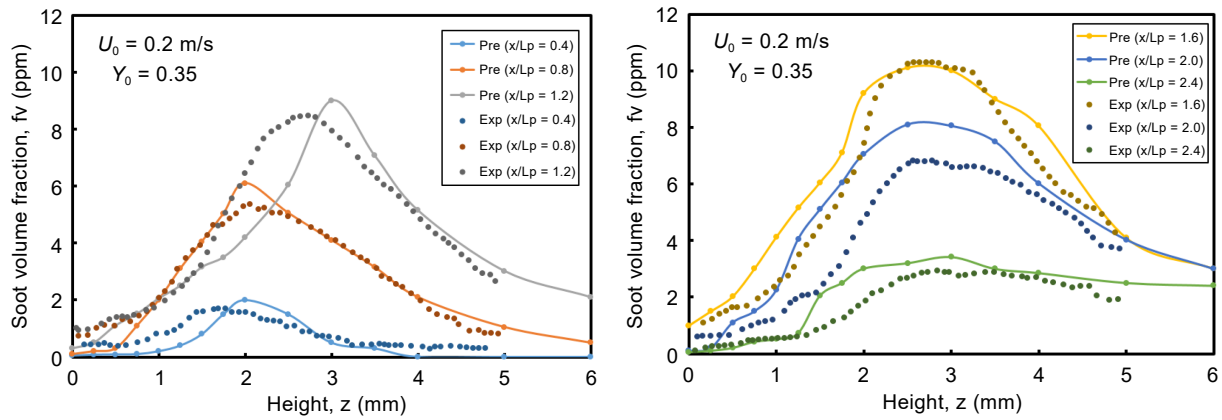 12
10
8
6
4
2
0
Soot volume fraction, fv (ppm)
U₀ = 0.2 m/s
Y₀ = 0.35
Pre (x/Lp = 0.4)
Pre (x/Lp = 0.8)
Pre (x/Lp = 1.2)
Exp (x/Lp = 0.4)
Exp (x/Lp = 0.8)
Exp (x/Lp = 1.2)
0 1 2 3 4 5 6
Height, z (mm)
12
10
8
6
4
2
0
Soot volume fraction, fv (ppm)
U₀ = 0.2 m/s
Y₀ = 0.35
Pre (x/Lp = 1.6)
Pre (x/Lp = 2.0)
Pre (x/Lp = 2.4)
Exp (x/Lp = 1.6)
Exp (x/Lp = 2.0)
Exp (x/Lp = 2.4)
0 1 2 3 4 5 6
Height, z (mm)